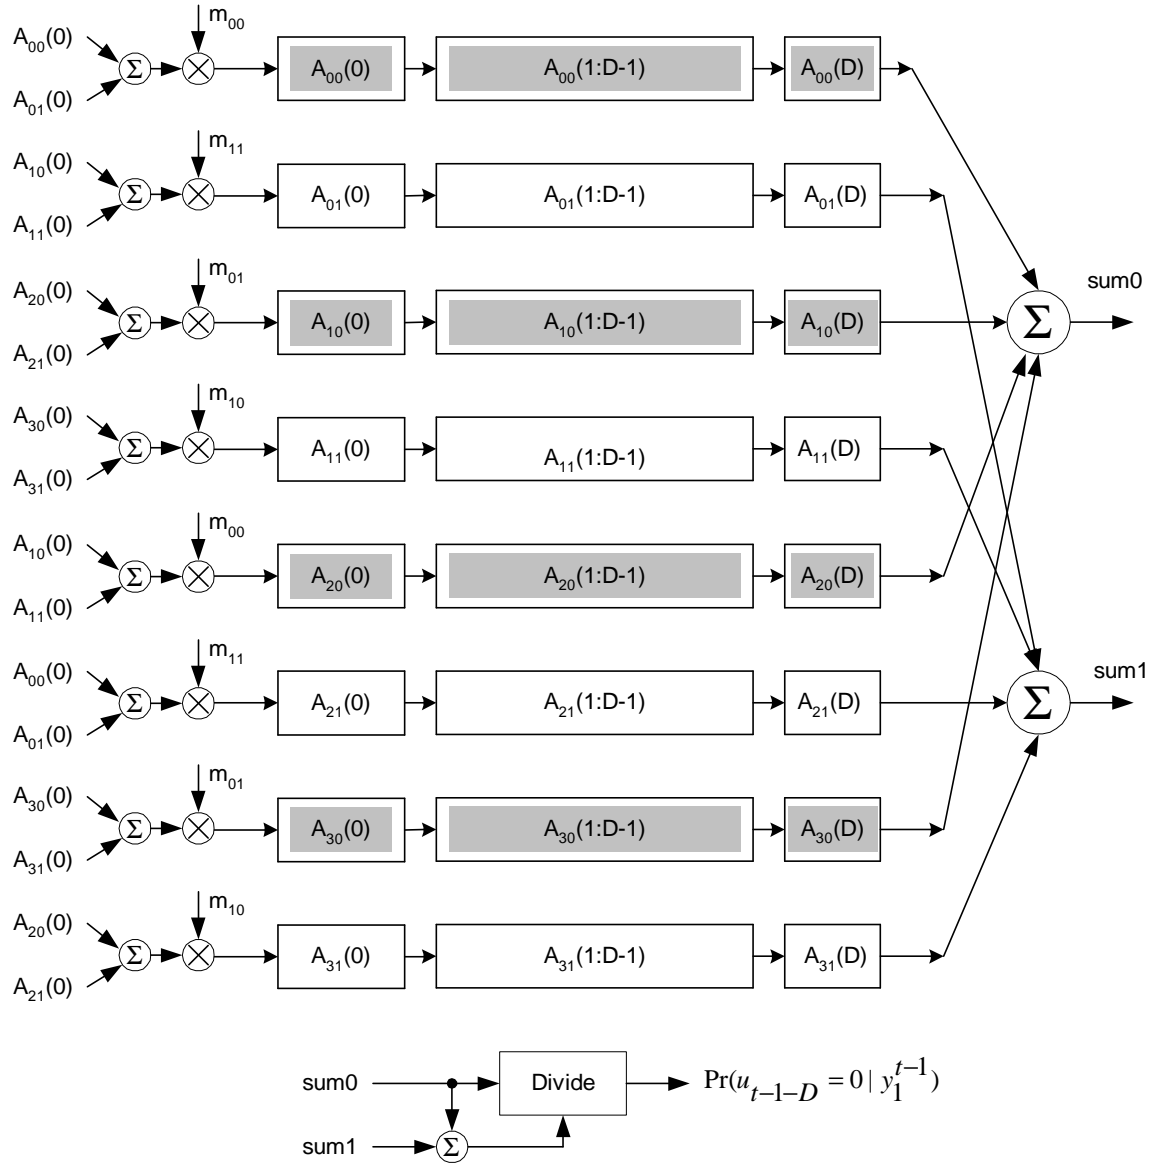 m₀₀
A₀₀(0)
Σ A₀₀(0) A₀₀(1:D-1) A₀₀(D)
A₀₁(0)
m₁₁
A₁₀(0)
Σ A₀₁(0) A₀₁(1:D-1) A₀₁(D)
A₁₁(0)
m₀₁
A₂₀(0)
sum0
Σ A₁₀(0) A₁₀(1:D-1) A₁₀(D) Σ
A₂₁(0)
m₁₀
A₃₀(0)
Σ A₁₁(0) A₁₁(1:D-1) A₁₁(D)
A₃₁(0)
m₀₀
A₁₀(0)
Σ A₂₀(0) A₂₀(1:D-1) A₂₀(D)
A₁₁(0)
m₁₁
A₀₀(0)
sum1
Σ A₂₁(0) A₂₁(1:D-1) A₂₁(D) Σ
A₀₁(0)
m₀₁
A₃₀(0)
Σ A₃₀(0) A₃₀(1:D-1) A₃₀(D)
A₃₁(0)
m₁₀
A₂₀(0)
Σ A₃₁(0) A₃₁(1:D-1) A₃₁(D)
A₂₁(0)
sum0 Divide Pr(u_{t−1−D} = 0 | y_1^{t−1})
sum1 Σ